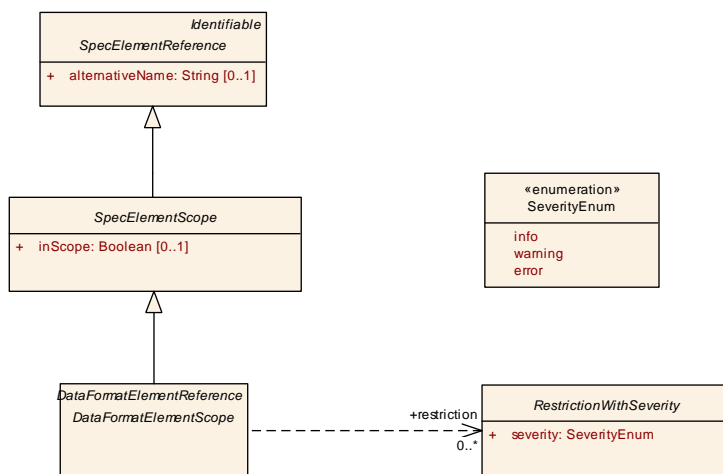 Identifiable
SpecElementReference
+ alternativeName: String [0..1]
SpecElementScope
+ inScope: Boolean [0..1]
«enumeration»
SeverityEnum
info
warning
error
DataFormatElementReference
DataFormatElementScope
+restriction
0..*
RestrictionWithSeverity
+ severity: SeverityEnum